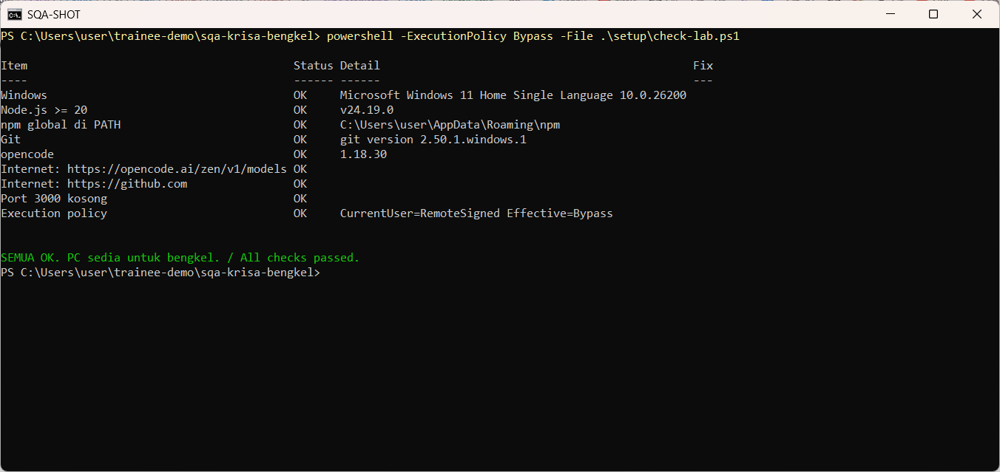 SQA-SHOT
PS C:\Users\user\trainee-demo\sqa-krisa-bengkel> powershell -ExecutionPolicy Bypass -File .\setup\check-lab.ps1
Item                                        Status Detail                                               Fix
----                                        ------ ------                                               ---
Windows                                     OK     Microsoft Windows 11 Home Single Language 10.0.26200
Node.js >= 20                               OK     v24.19.0
npm global di PATH                          OK     C:\Users\user\AppData\Roaming\npm
Git                                         OK     git version 2.50.1.windows.1
opencode                                    OK     1.18.30
Internet: https://opencode.ai/zen/v1/models OK
Internet: https://github.com                OK
Port 3000 kosong                            OK
Execution policy                            OK     CurrentUser=RemoteSigned Effective=Bypass
SEMUA OK. PC sedia untuk bengkel. / All checks passed.
PS C:\Users\user\trainee-demo\sqa-krisa-bengkel>